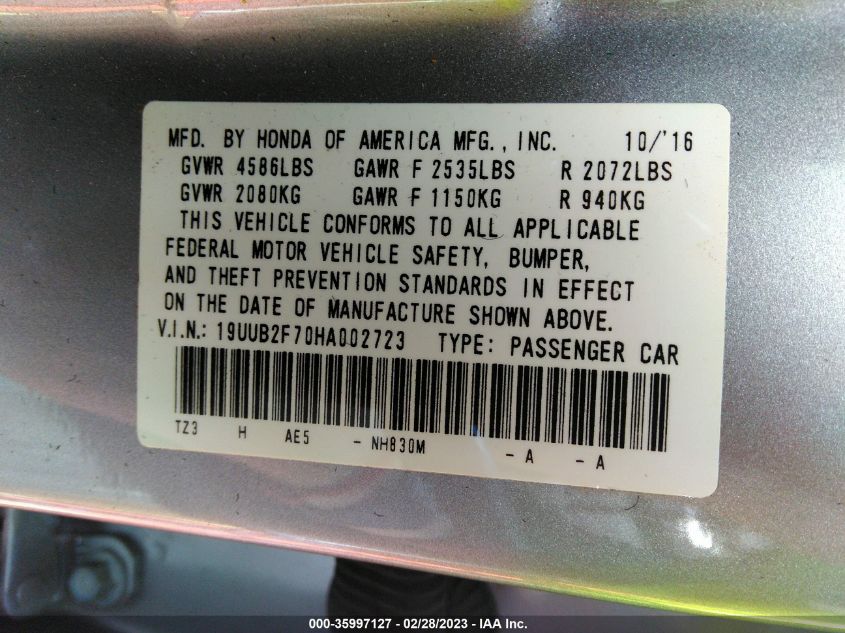 MFD. BY HONDA OF AMERICA MFG., INC. 10/'16
GVWR 4586LBS GAWR F 2535LBS R 2072LBS
GVWR 2080KG GAWR F 1150KG R 940KG
THIS VEHICLE CONFORMS TO ALL APPLICABLE
FEDERAL MOTOR VEHICLE SAFETY, BUMPER,
AND THEFT PREVENTION STANDARDS IN EFFECT
ON THE DATE OF MANUFACTURE SHOWN ABOVE.
V.I.N.: 19UUB2F70HA002723 TYPE: PASSENGER CAR
TZ3 H AE5 - NH830M - A - A
000-35997127 - 02/28/2023 - IAA Inc.